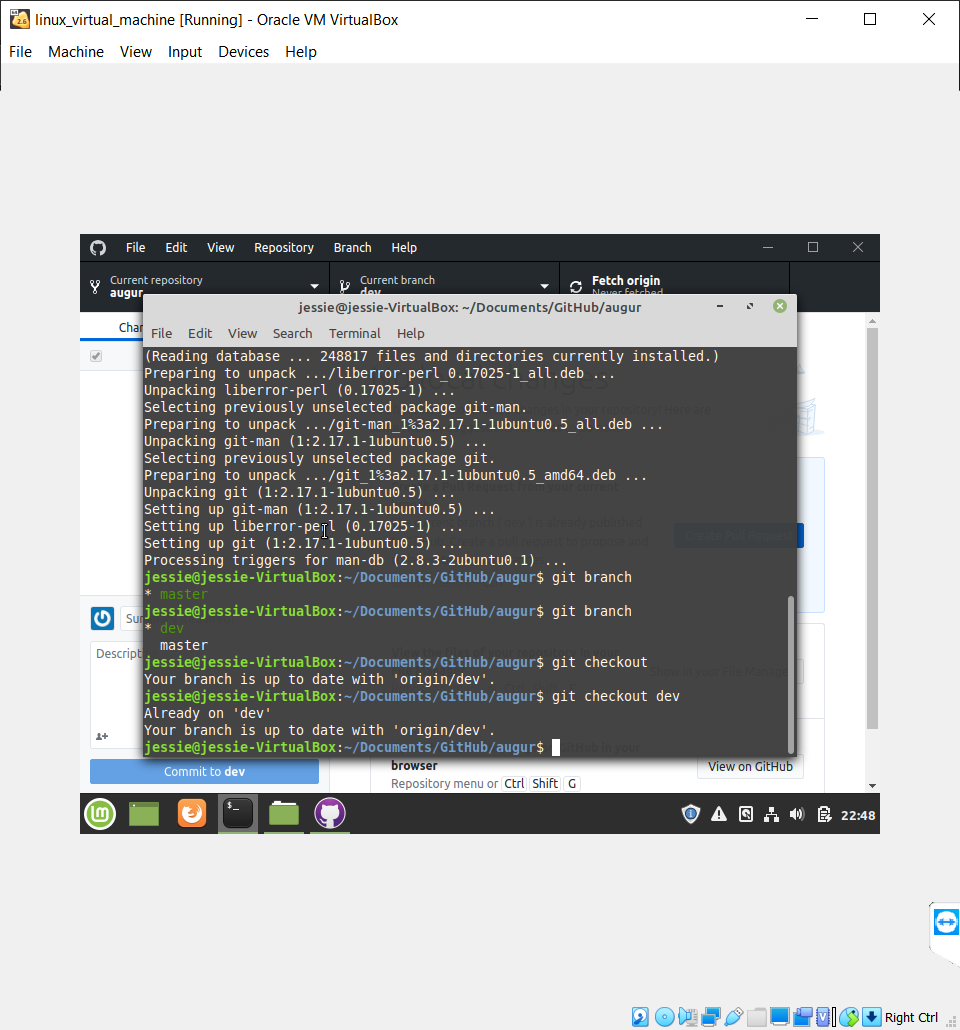 linux_virtual_machine [Running] - Oracle VM VirtualBox
File Machine View Input Devices Help
File Edit View Repository Branch Help
Current repository
augur
Current branch
dev
Fetch origin
Never fetched
jessie@jessie-VirtualBox: ~/Documents/GitHub/augur
File Edit View Search Terminal Help
(Reading database ... 248817 files and directories currently installed.)
Preparing to unpack .../liberror-perl_0.17025-1_all.deb ...
Unpacking liberror-perl (0.17025-1) ...
Selecting previously unselected package git-man.
Preparing to unpack .../git-man_1%3a2.17.1-1ubuntu0.5_all.deb ...
Unpacking git-man (1:2.17.1-1ubuntu0.5) ...
Selecting previously unselected package git.
Preparing to unpack .../git_1%3a2.17.1-1ubuntu0.5_amd64.deb ...
Unpacking git (1:2.17.1-1ubuntu0.5) ...
Setting up git-man (1:2.17.1-1ubuntu0.5) ...
Setting up liberror-perl (0.17025-1) ...
Setting up git (1:2.17.1-1ubuntu0.5) ...
Processing triggers for man-db (2.8.3-2ubuntu0.1) ...
jessie@jessie-VirtualBox:~/Documents/GitHub/augur$ git branch
* master
jessie@jessie-VirtualBox:~/Documents/GitHub/augur$ git branch
* dev
master
jessie@jessie-VirtualBox:~/Documents/GitHub/augur$ git checkout
Your branch is up to date with 'origin/dev'.
jessie@jessie-VirtualBox:~/Documents/GitHub/augur$ git checkout dev
Already on 'dev'
Your branch is up to date with 'origin/dev'.
jessie@jessie-VirtualBox:~/Documents/GitHub/augur$
Char
Sur
Descript
Commit to dev
browser
Repository menu or Ctrl Shift G
View on GitHub
22:48
Right Ctrl